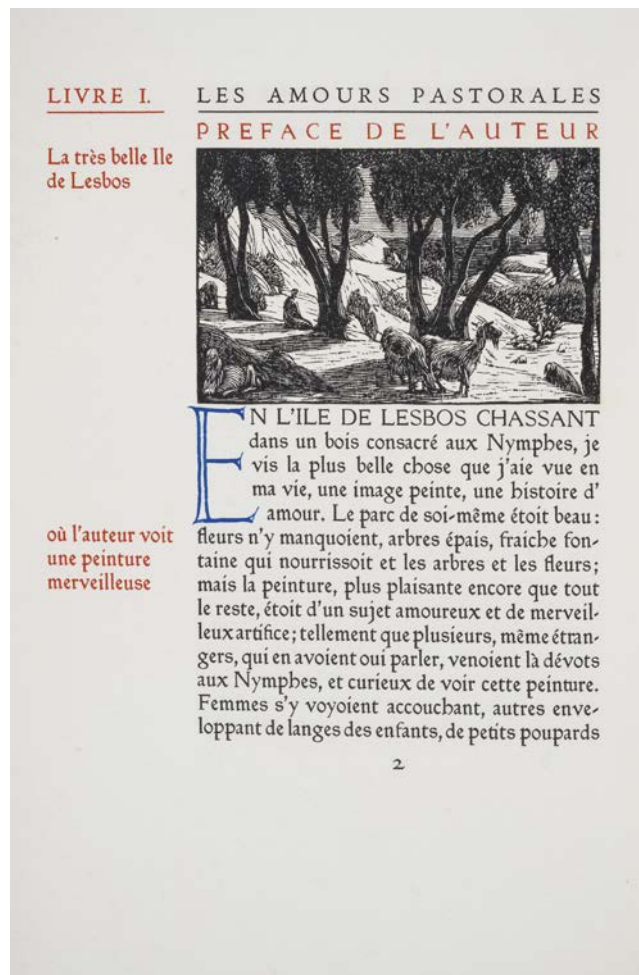 LIVRE I.
LES AMOURS PASTORALES
PREFACE DE L'AUTEUR
La très belle Ile
de Lesbos
EN L'ILE DE LESBOS CHASSANT
dans un bois consacré aux Nymphes, je
vis la plus belle chose que j'aie vue en
ma vie, une image peinte, une histoire d'
amour. Le parc de soi-même étoit beau:
où l'auteur voit
une peinture
merveilleuse
fleurs n'y manquoient, arbres épais, fraiche fon-
taine qui nourrissoit et les arbres et les fleurs;
mais la peinture, plus plaisante encore que tout
le reste, étoit d'un sujet amoureux et de merveil-
leux artifice; tellement que plusieurs, même étran-
gers, qui en avoient oui parler, venoient là dévots
aux Nymphes, et curieux de voir cette peinture.
Femmes s'y voyoient accouchant, autres enve-
loppant de langes des enfants, de petits poupards
2